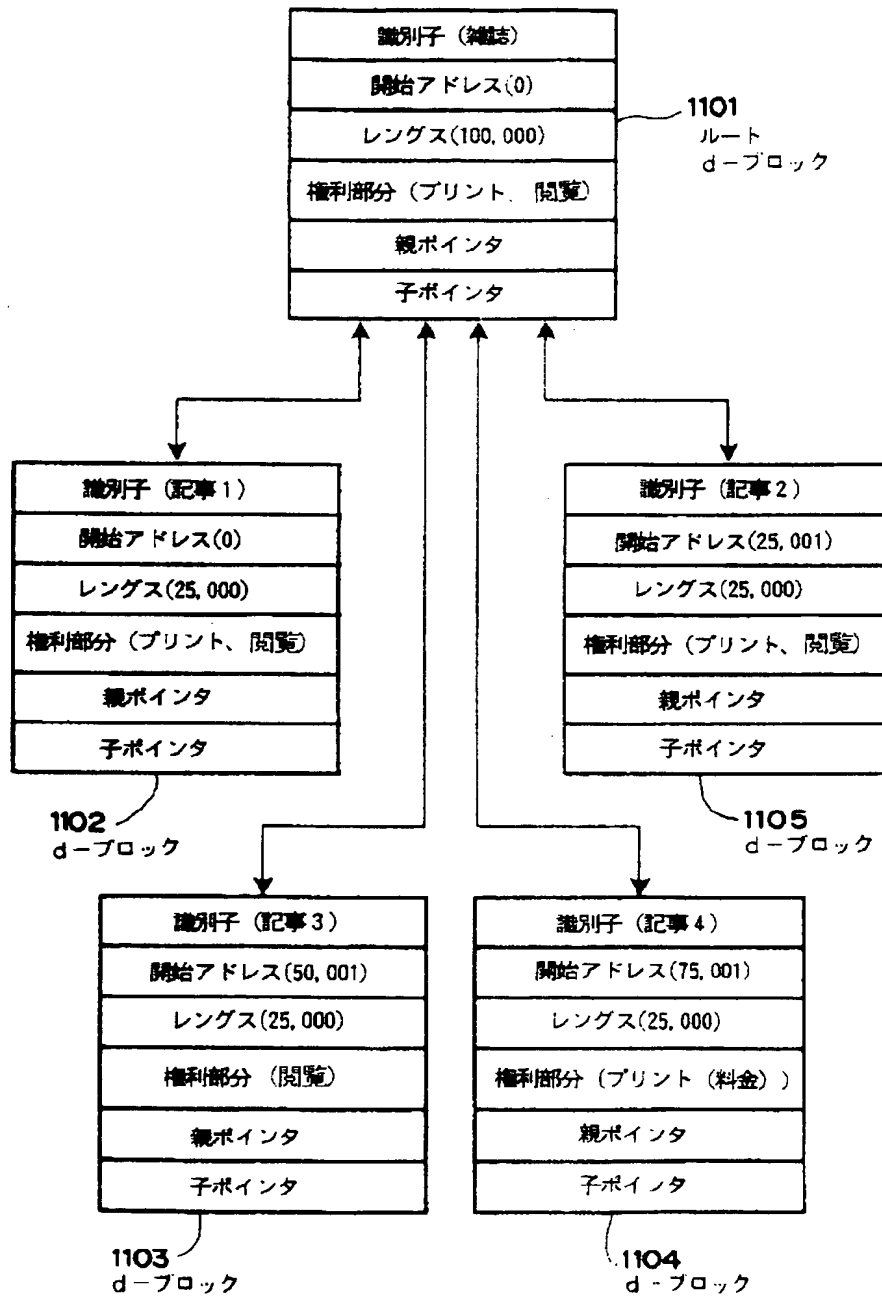 識別子 (雑誌)
開始アドレス(0)
レングス(100,000)
権利部分 (プリント、閲覧)
親ポインタ
子ポインタ
1101
ルート
d-ブロック
識別子 (記事1)
開始アドレス(0)
レングス(25,000)
権利部分 (プリント、閲覧)
親ポインタ
子ポインタ
1102
d-ブロック
識別子 (記事2)
開始アドレス(25,001)
レングス(25,000)
権利部分 (プリント、閲覧)
親ポインタ
子ポインタ
1105
d-ブロック
識別子 (記事3)
開始アドレス(50,001)
レングス(25,000)
権利部分 (閲覧)
親ポインタ
子ポインタ
1103
d-ブロック
識別子 (記事4)
開始アドレス(75,001)
レングス(25,000)
権利部分 (プリント (料金) )
親ポインタ
子ポインタ
1104
d-ブロック